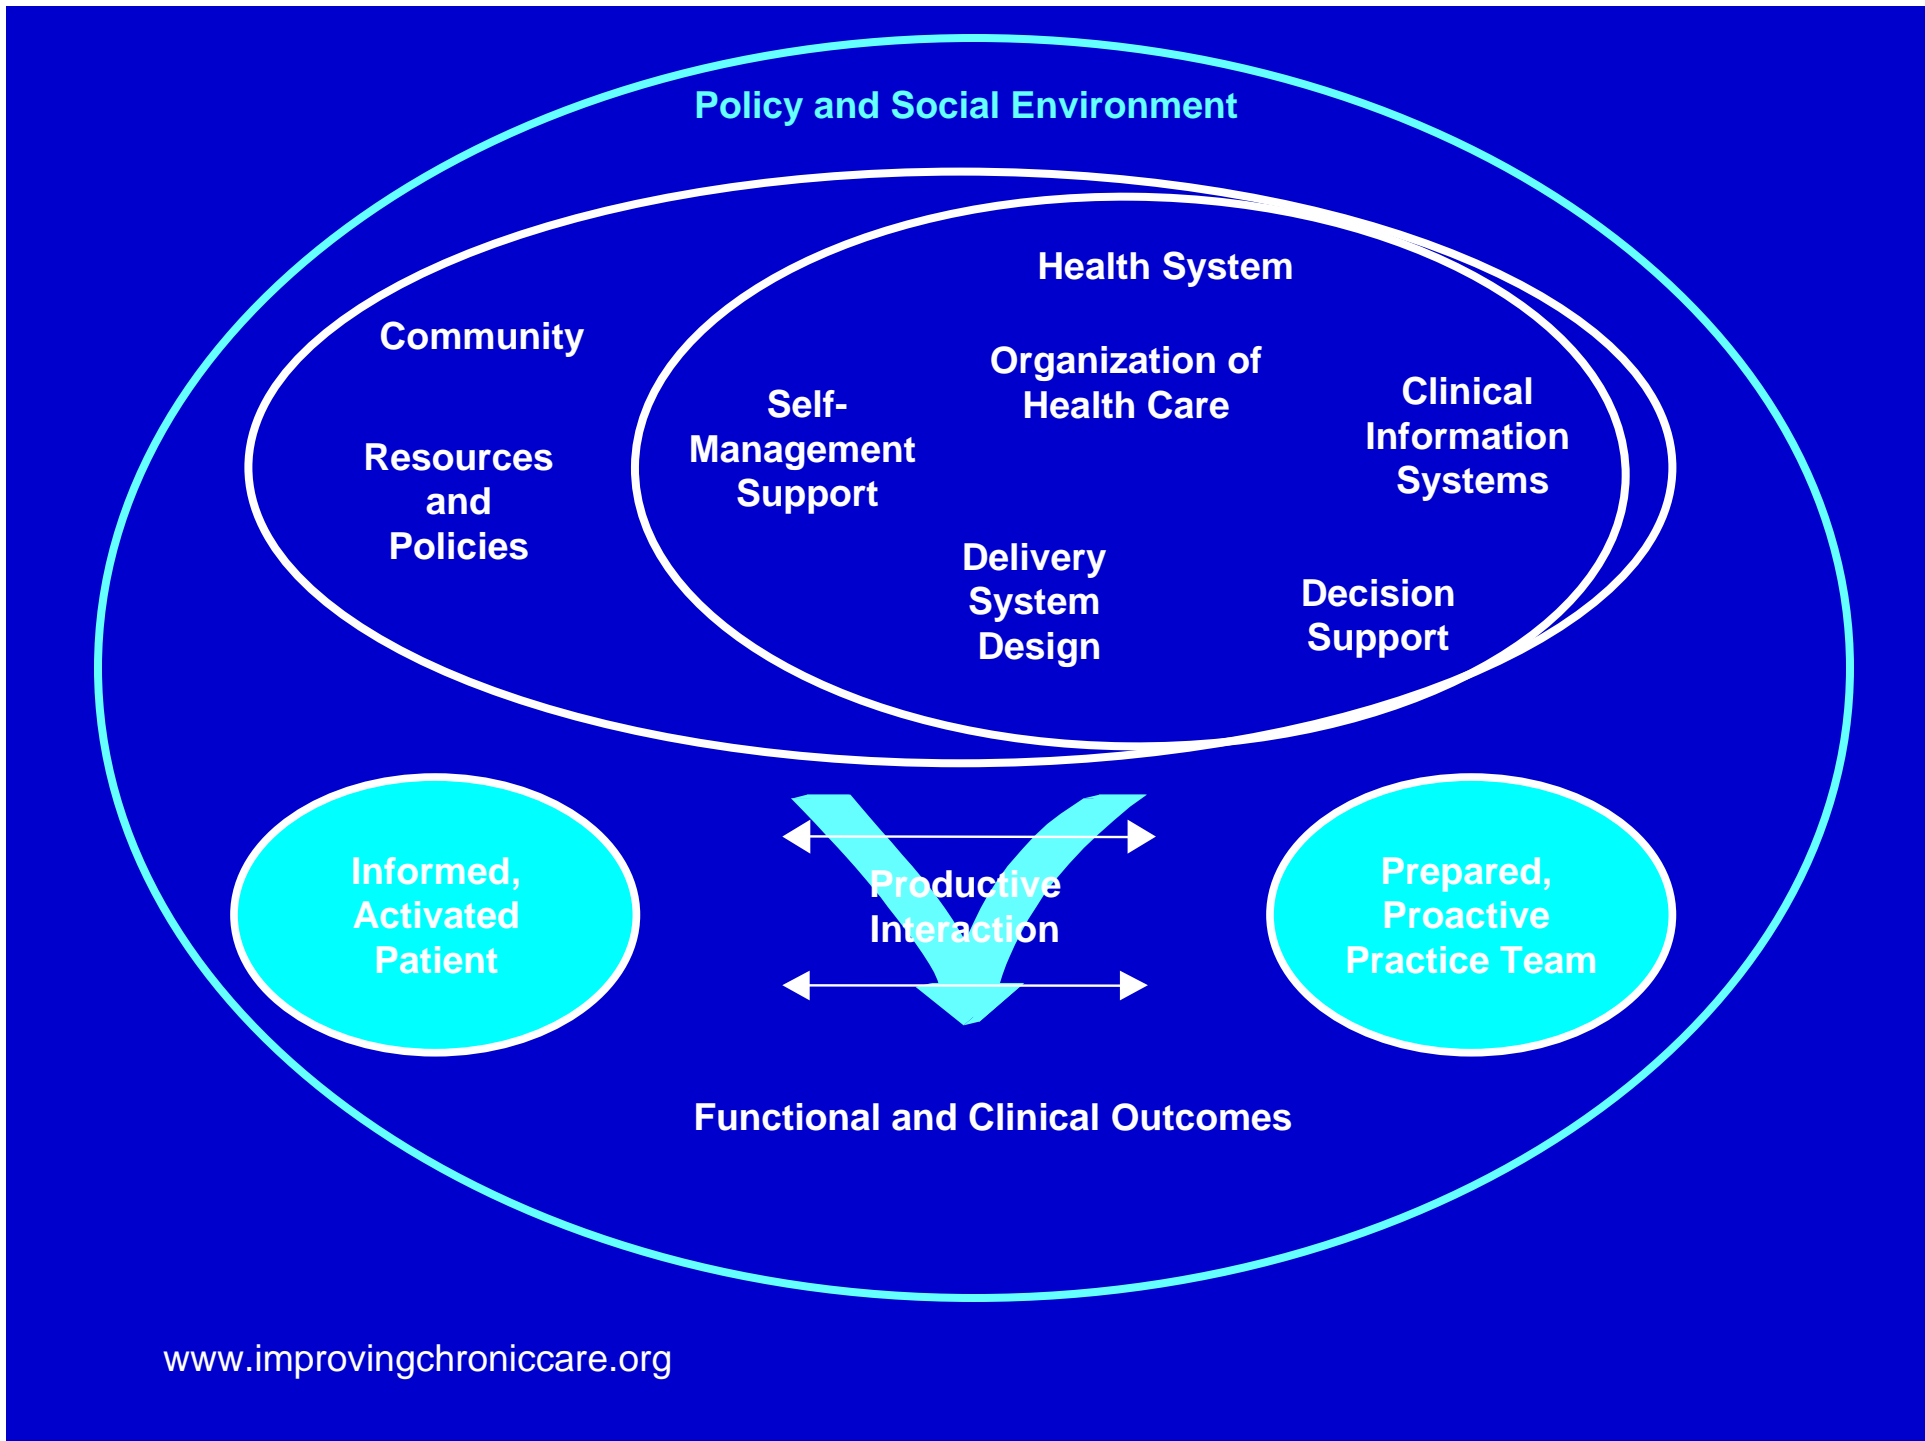 Policy and Social Environment
Community
Resources
and
Policies
Health System
Self-
Management
Support
Organization of
Health Care
Clinical
Information
Systems
Delivery
System
Design
Decision
Support
Informed,
Activated
Patient
Productive
Interaction
Prepared,
Proactive
Practice Team
Functional and Clinical Outcomes
www.improvingchroniccare.org